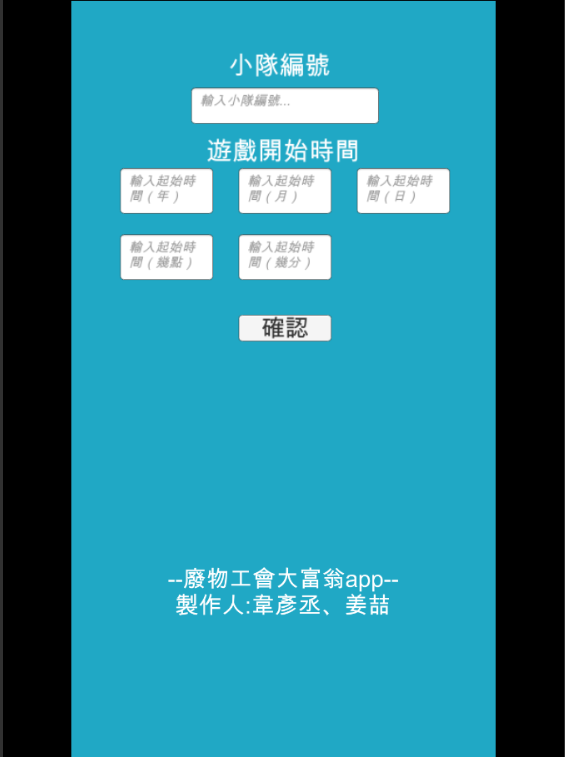 小隊編號
輸入小隊編號...
遊戲開始時間
輸入起始時
間（年）
輸入起始時
間（月）
輸入起始時
間（日）
輸入起始時
間（幾點）
輸入起始時
間（幾分）
確認
--廢物工會大富翁app--
製作人:韋彥丞、姜喆